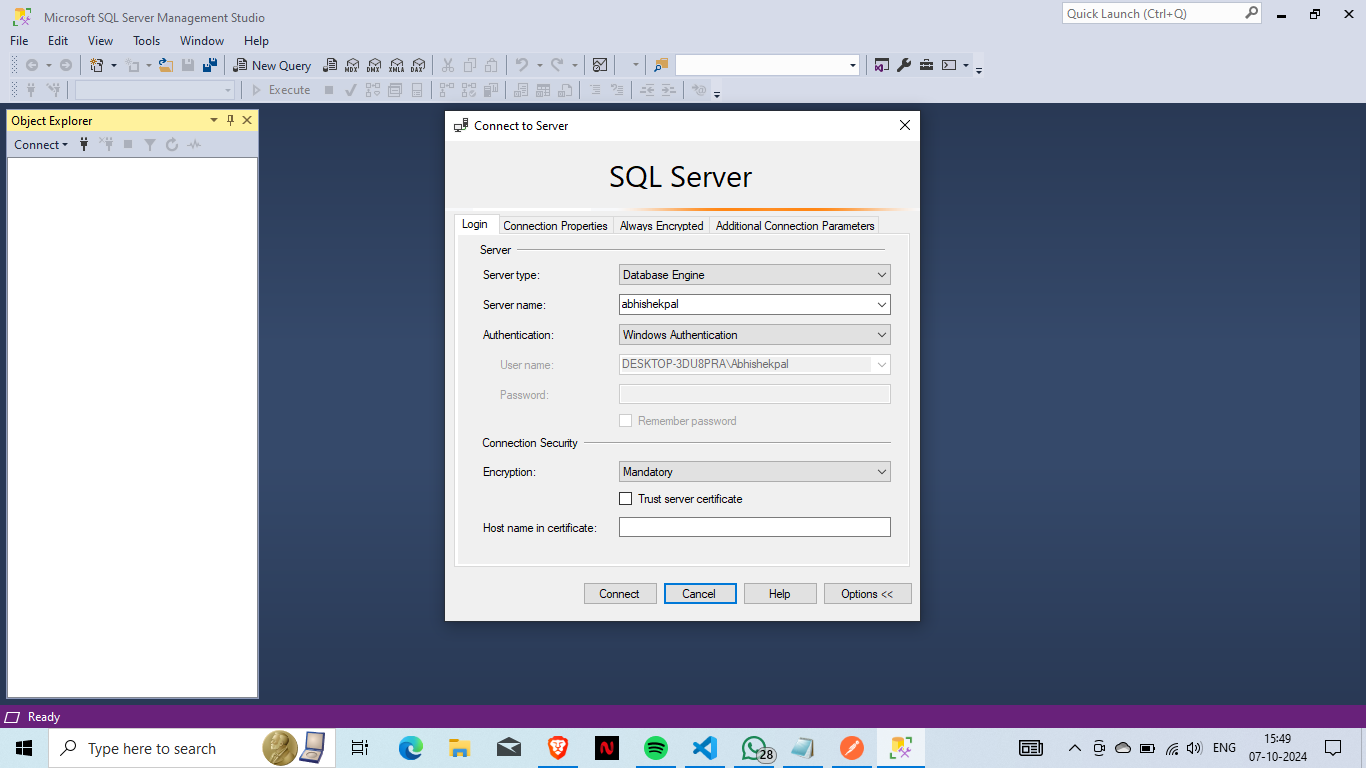 Microsoft SQL Server Management Studio
Quick Launch (Ctrl+Q)
File Edit View Tools Window Help
New Query MDX DMX XMLA DAX
Execute
Object Explorer
Connect
Connect to Server
SQL Server
Login Connection Properties Always Encrypted Additional Connection Parameters
Server
Server type: Database Engine
Server name: abhishekpal
Authentication: Windows Authentication
User name: DESKTOP-3DU8PRA\Abhishekpal
Password:
Remember password
Connection Security
Encryption: Mandatory
Trust server certificate
Host name in certificate:
Connect Cancel Help Options <<
Ready
Type here to search
N
28
ENG
15:49
07-10-2024